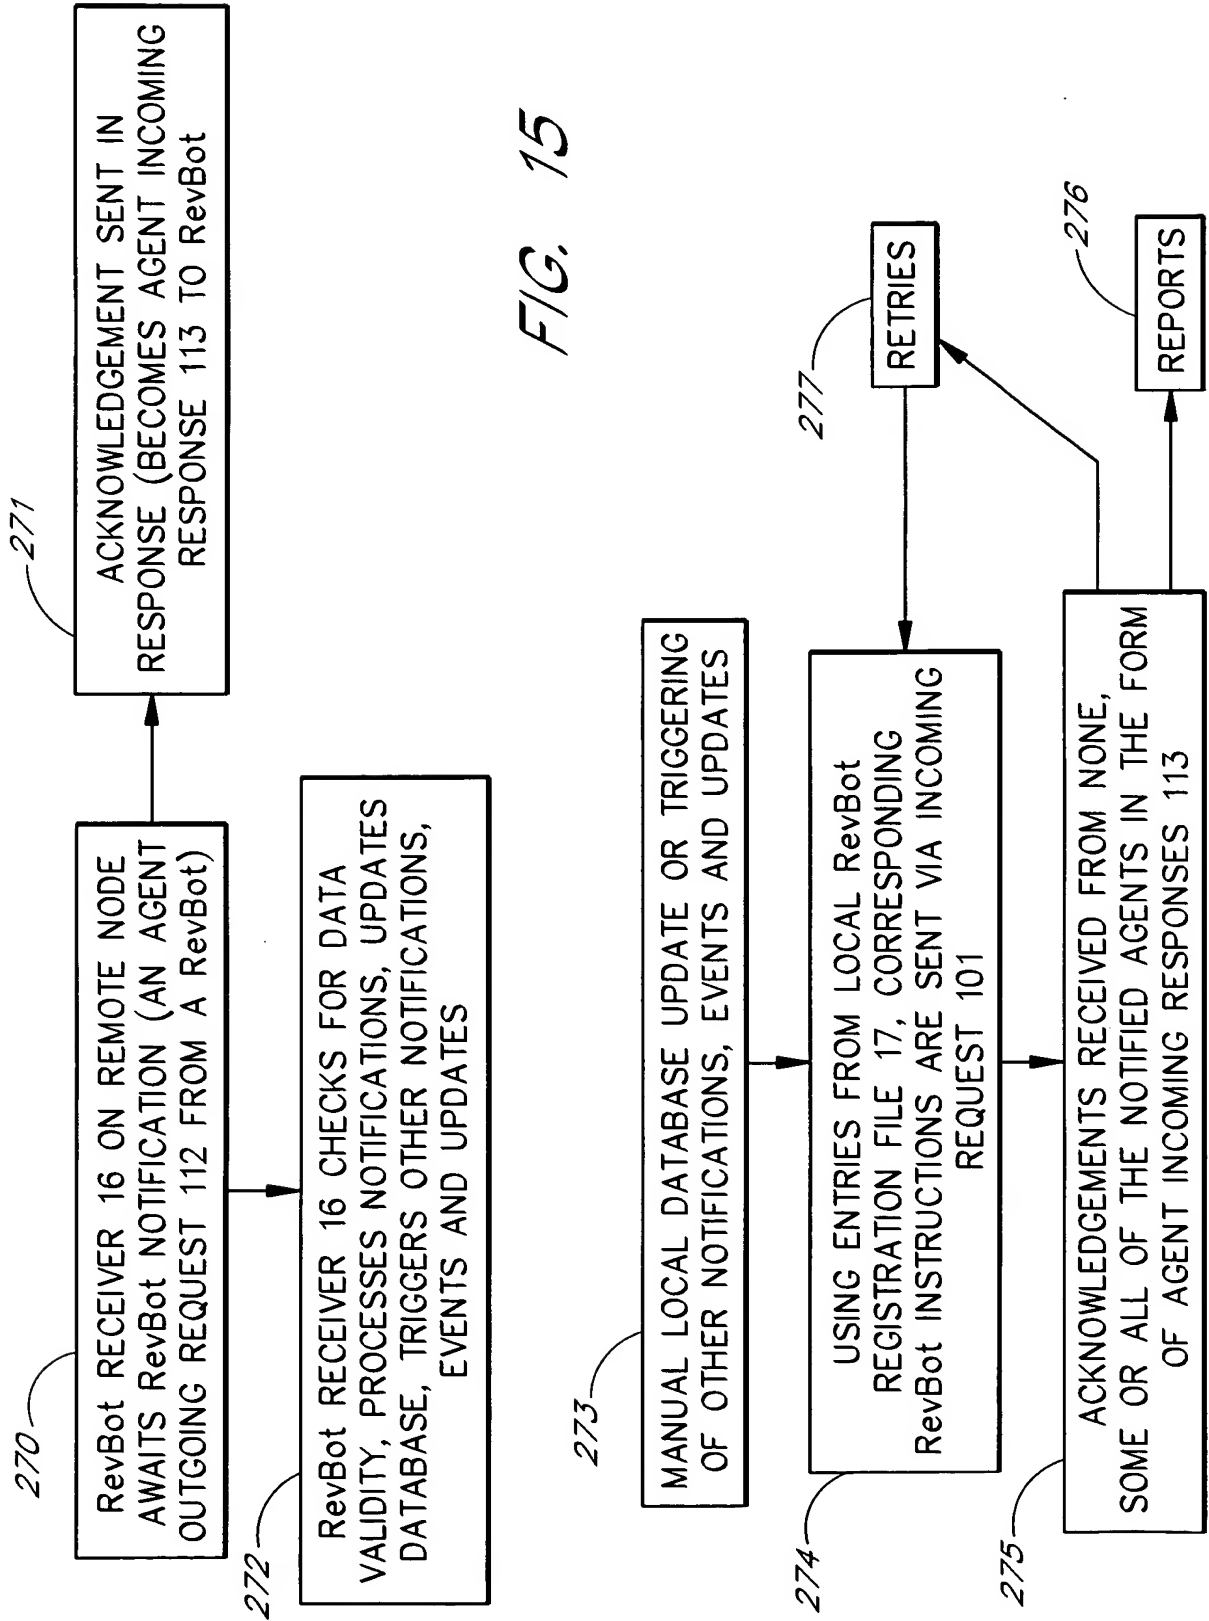 270
RevBot RECEIVER 16 ON REMOTE NODE
AWAITS RevBot NOTIFICATION (AN AGENT
OUTGOING REQUEST 112 FROM A RevBot)
271
ACKNOWLEDGEMENT SENT IN
RESPONSE (BECOMES AGENT INCOMING
RESPONSE 113 TO RevBot
272
RevBot RECEIVER 16 CHECKS FOR DATA
VALIDITY, PROCESSES NOTIFICATIONS, UPDATES
DATABASE, TRIGGERS OTHER NOTIFICATIONS,
EVENTS AND UPDATES
FIG. 15
273
MANUAL LOCAL DATABASE UPDATE OR TRIGGERING
OF OTHER NOTIFICATIONS, EVENTS AND UPDATES
274
USING ENTRIES FROM LOCAL RevBot
REGISTRATION FILE 17, CORRESPONDING
RevBot INSTRUCTIONS ARE SENT VIA INCOMING
REQUEST 101
277
RETRIES
275
ACKNOWLEDGEMENTS RECEIVED FROM NONE,
SOME OR ALL OF THE NOTIFIED AGENTS IN THE FORM
OF AGENT INCOMING RESPONSES 113
276
REPORTS